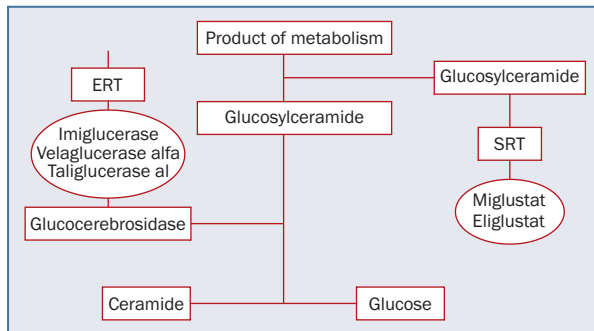 Product of metabolism
ERT
Glucosylceramide
Imiglucerase
Velaglucerase alfa
Taliglucerase al
Glucosylceramide
SRT
Miglustat
Eliglustat
Glucocerebrosidase
Ceramide
Glucose